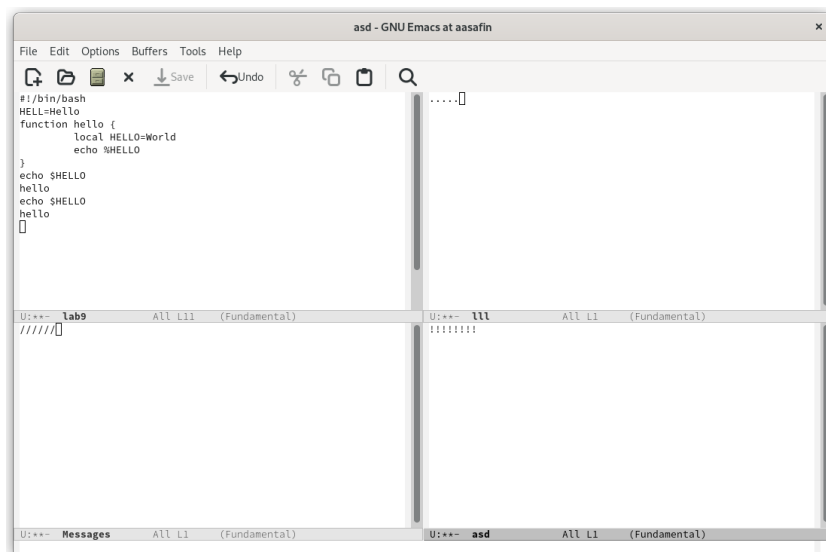 asd - GNU Emacs at aasafin
File Edit Options Buffers Tools Help
Save Undo
#!/bin/bash
HELL=Hello
function hello {
local HELLO=World
echo %HELLO
}
echo $HELLO
hello
echo $HELLO
hello
U:**- lab9 All L11 (Fundamental)
.....
U:**- lll All L1 (Fundamental)
//////
U:**- Messages All L1 (Fundamental)
!!!!!!!!
U:**- asd All L1 (Fundamental)